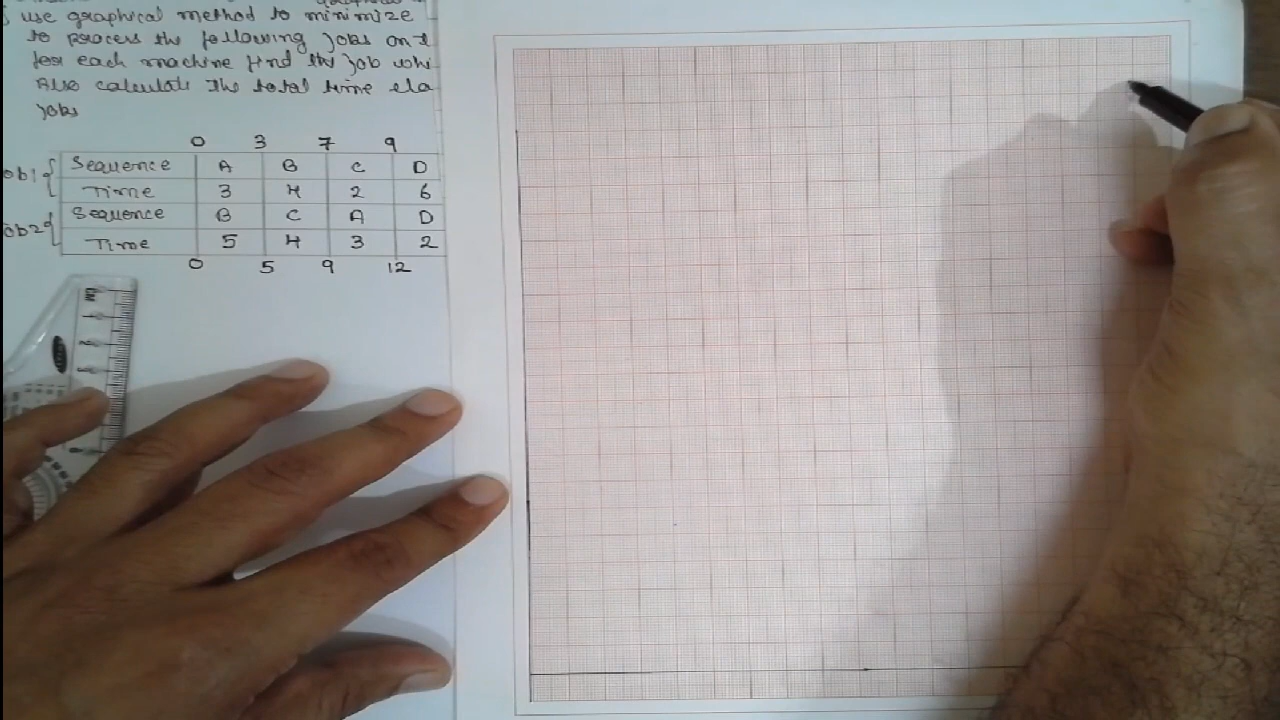 use graphical method to minimize
to process the following jobs on t
for each machine find the job whi
Also calculate the total time ela
jobs
0 3 7 9
ob1 { Sequence A B C D
Time 3 4 2 6
ob2 { Sequence B C A D
Time 5 4 3 2
0 5 9 12